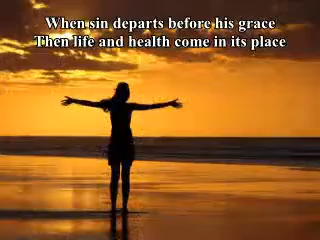 When sin departs before his grace
Then life and health come in its place